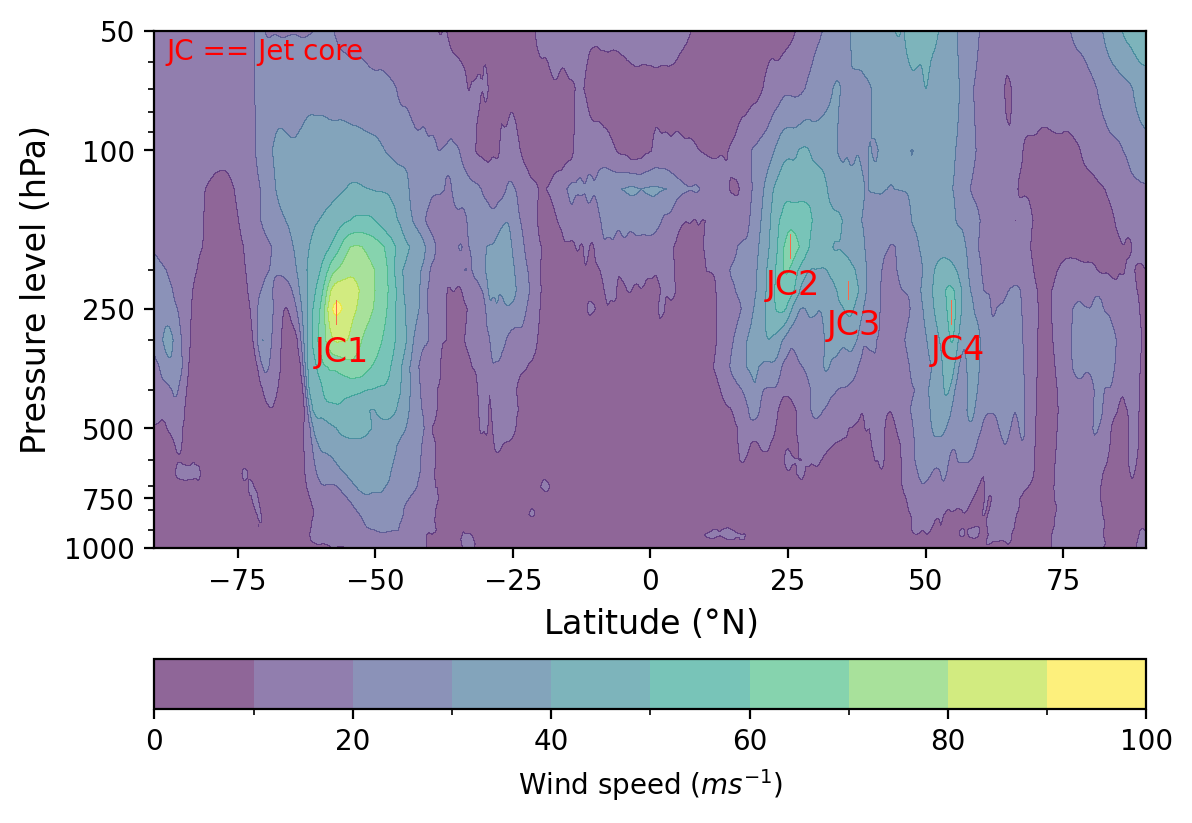 JC == Jet core
50
100
250
500
750
1000
Pressure level (hPa)
JC1
JC2
JC3
JC4
−75
−50
−25
0
25
50
75
Latitude (°N)
0
20
40
60
80
100
Wind speed (ms⁻¹)